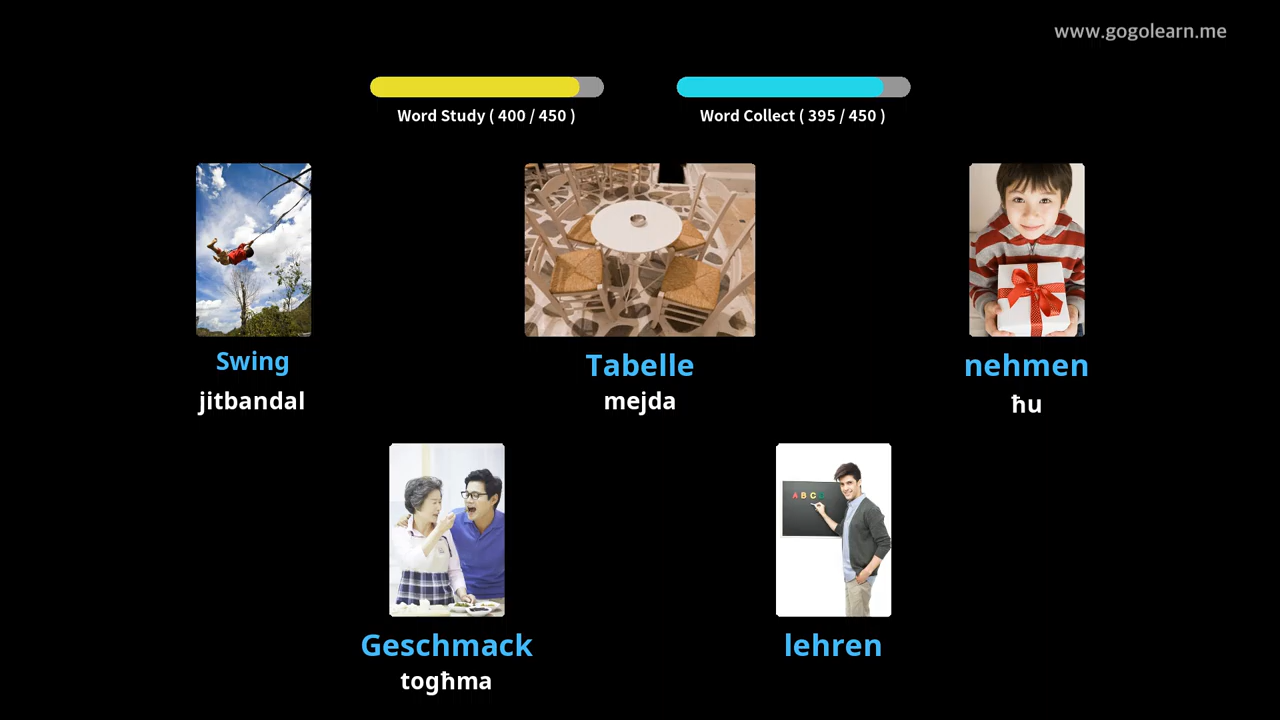 www.gogolearn.me
Word Study ( 400 / 450 )
Word Collect ( 395 / 450 )
Swing
jitbandal
Tabelle
mejda
nehmen
ħu
A B C
Geschmack
togħma
lehren